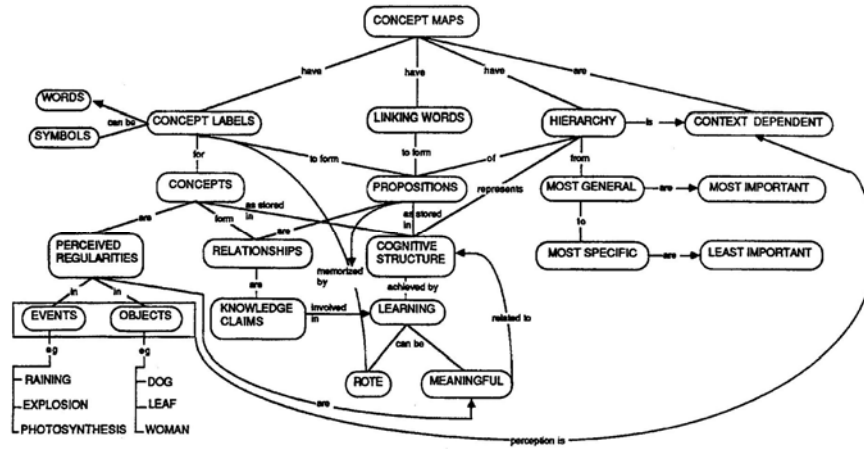 CONCEPT MAPS
have
have
have
are
WORDS
can be
SYMBOLS
CONCEPT LABELS
LINKING WORDS
HIERARCHY
is
CONTEXT DEPENDENT
for
to form
to form
of
from
CONCEPTS
PROPOSITIONS
represents
MOST GENERAL
are
MOST IMPORTANT
are
form
as stored
in
are
as stored
in
to
PERCEIVED
REGULARITIES
RELATIONSHIPS
memorized
by
COGNITIVE
STRUCTURE
MOST SPECIFIC
are
LEAST IMPORTANT
in
in
are
achieved by
EVENTS
OBJECTS
KNOWLEDGE
CLAIMS
involved
in
LEARNING
related to
eg
eg
can be
RAINING
DOG
ROTE
MEANINGFUL
EXPLOSION
LEAF
are
PHOTOSYNTHESIS
WOMAN
perception is